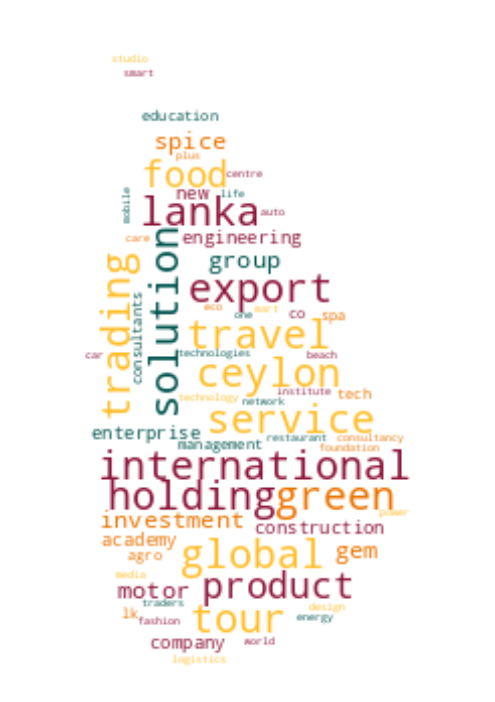 studio
smart
education
spice
plus
food
centre
new
life
mobile
lanka
auto
care
engineering
solution
group
trading
export
consultants
eco
one
mart
co
spa
travel
car
technologies
beach
ceylon
technology
network
institute
tech
service
enterprise
management
restaurant
consultancy
foundation
international
holding
green
power
investment
construction
academy
agro
global
gem
media
motor
product
traders
lk
fashion
tour
design
energy
company
world
logistics